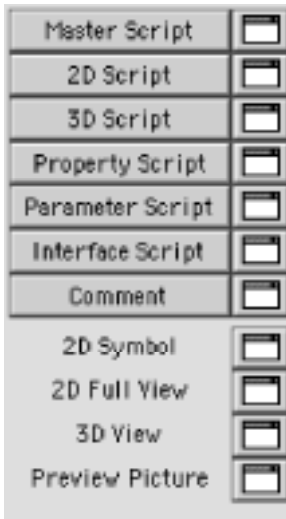 Master Script
2D Script
3D Script
Property Script
Parameter Script
Interface Script
Comment
2D Symbol
2D Full View
3D View
Preview Picture